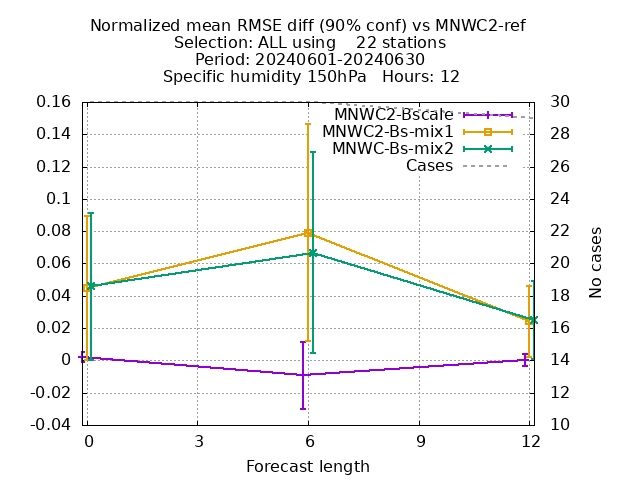 Normalized mean RMSE diff (90% conf) vs MNWC2-ref
Selection: ALL using    22 stations
Period: 20240601-20240630
Specific humidity 150hPa   Hours: 12
MNWC2-Bscale
MNWC2-Bs-mix1
MNWC-Bs-mix2
Cases
0.16
0.14
0.12
0.1
0.08
0.06
0.04
0.02
0
-0.02
-0.04
30
28
26
24
22
20
18
16
14
12
10
No cases
0 3 6 9 12
Forecast length